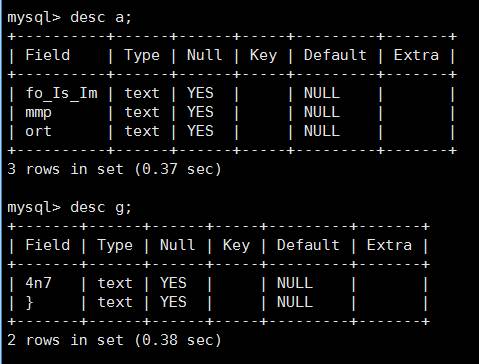 mysql> desc a;
+----------+------+------+-----+---------+-------+
| Field    | Type | Null | Key | Default | Extra |
+----------+------+------+-----+---------+-------+
| fo_Is_Im | text | YES  |     | NULL    |       |
| mmp      | text | YES  |     | NULL    |       |
| ort      | text | YES  |     | NULL    |       |
+----------+------+------+-----+---------+-------+
3 rows in set (0.37 sec)
mysql> desc g;
+-------+------+------+-----+---------+-------+
| Field | Type | Null | Key | Default | Extra |
+-------+------+------+-----+---------+-------+
| 4n7   | text | YES  |     | NULL    |       |
| }     | text | YES  |     | NULL    |       |
+-------+------+------+-----+---------+-------+
2 rows in set (0.38 sec)